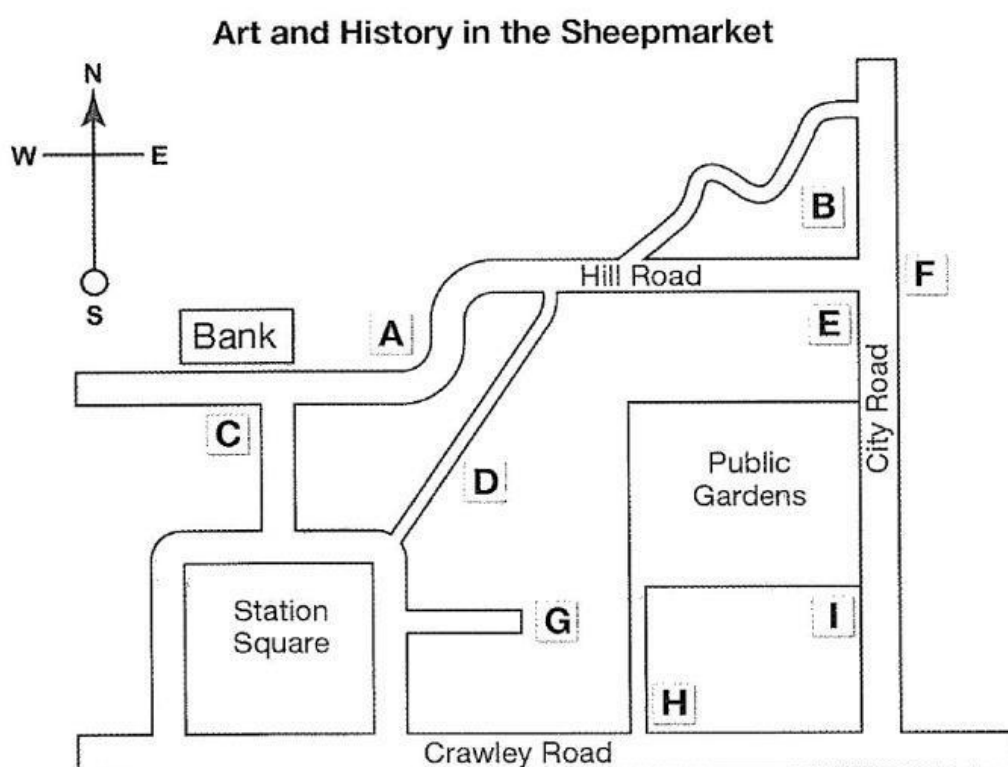 Art and History in the Sheepmarket
N
W E
S
B
Hill Road
F
A
E
Bank
C
City Road
D
Public
Gardens
Station
Square
G
I
H
Crawley Road